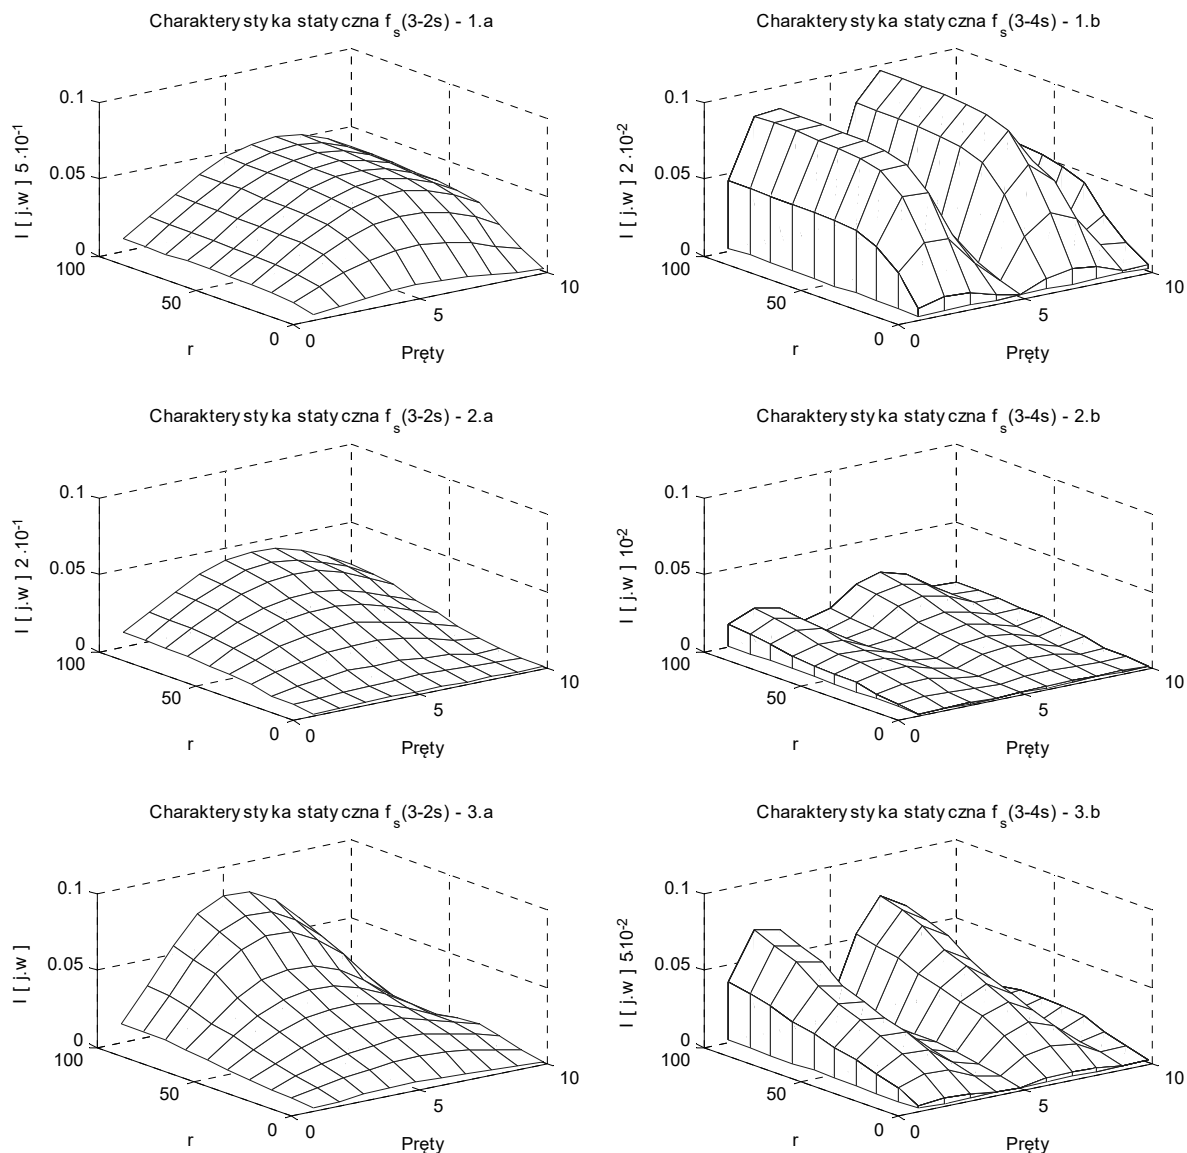 Charakterystyka statyczna f_s(3-2s) - 1.a
I [ j.w ] 5·10⁻¹
0.1
0.05
0
100
50
0
r
0
5
10
Pręty
Charakterystyka statyczna f_s(3-4s) - 1.b
I [ j.w ] 2·10⁻²
0.1
0.05
0
100
50
0
r
0
5
10
Pręty
Charakterystyka statyczna f_s(3-2s) - 2.a
I [ j.w ] 2·10⁻¹
0.1
0.05
0
100
50
0
r
0
5
10
Pręty
Charakterystyka statyczna f_s(3-4s) - 2.b
I [ j.w ] 10⁻²
0.1
0.05
0
100
50
0
r
0
5
10
Pręty
Charakterystyka statyczna f_s(3-2s) - 3.a
I [ j.w ]
0.1
0.05
0
100
50
0
r
0
5
10
Pręty
Charakterystyka statyczna f_s(3-4s) - 3.b
I [ j.w ] 5·10⁻²
0.1
0.05
0
100
50
0
r
0
5
10
Pręty